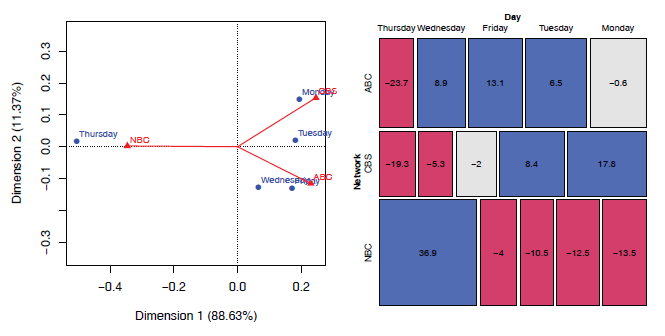 Dimension 2 (11.37%)
0.3
0.2
0.1
0.0
−0.1
−0.3
Monday
CBS
Thursday
NBC
Tuesday
Wednesday
Friday
ABC
−0.4
−0.2
0.0
0.2
Dimension 1 (88.63%)
Day
Thursday Wednesday Friday Tuesday Monday
Network
ABC
−23.7 8.9 13.1 6.5 −0.6
CBS
−19.3 −5.3 −2 8.4 17.8
NBC
36.9 −4 −10.5 −12.5 −13.5